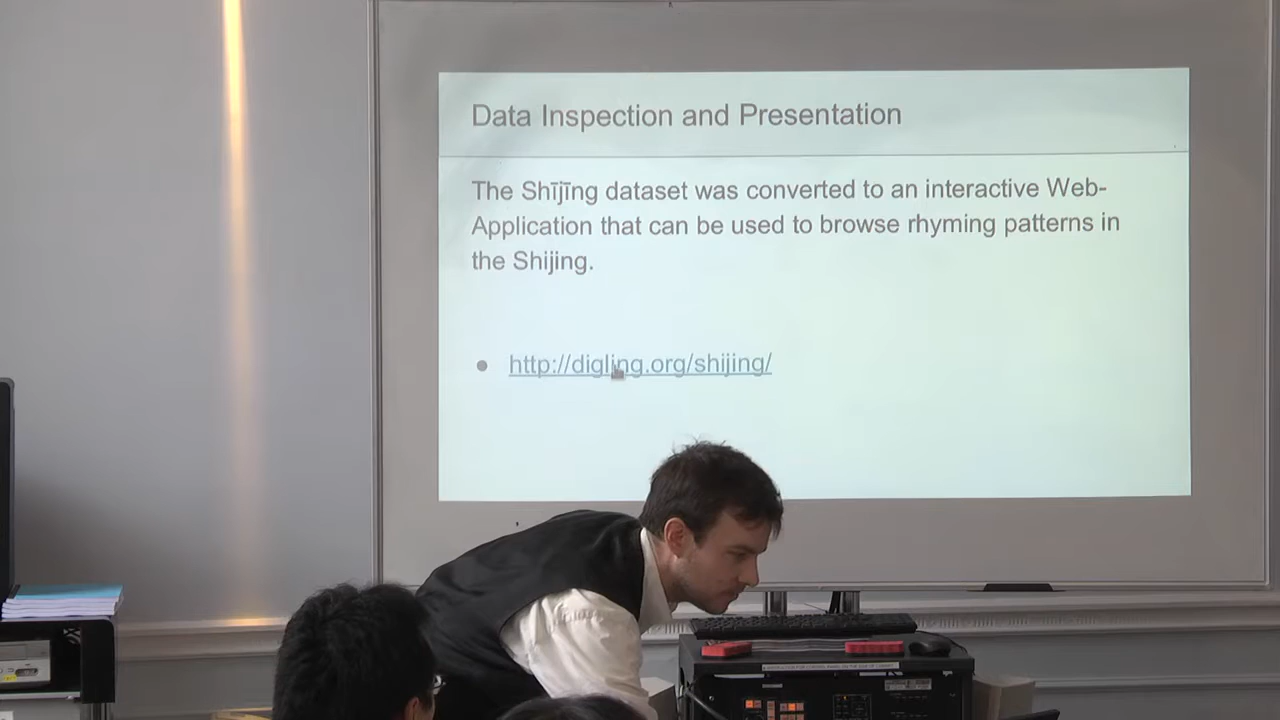 Data Inspection and Presentation
The Shījīng dataset was converted to an interactive Web-
Application that can be used to browse rhyming patterns in
the Shijing.
http://digling.org/shijing/